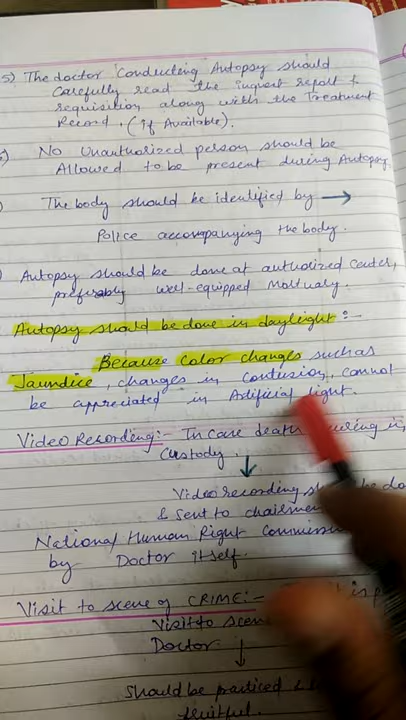 5) The doctor Conducting Autopsy should
carefully read the inquest report &
requisition along with the Treatment
Record. (if Available).
No Unauthorized person should be
Allowed to be present during Autopsy
The body should be identified by →
Police accompanying the body.
Autopsy should be done at authorized Center,
preferably well-equipped mortuary.
Autopsy should be done in daylight:-
Because color changes such as
Jaundice, changes in contusion, cannot
be appreciated in Artificial light.
Video Recording:- In case death
Custody. ↓
Video recording
& sent to
National Human Right
by Doctor itself.
Visit to scene of CRIME:-
Visit to
Doctor. ↓
should be practiced
fruitful.